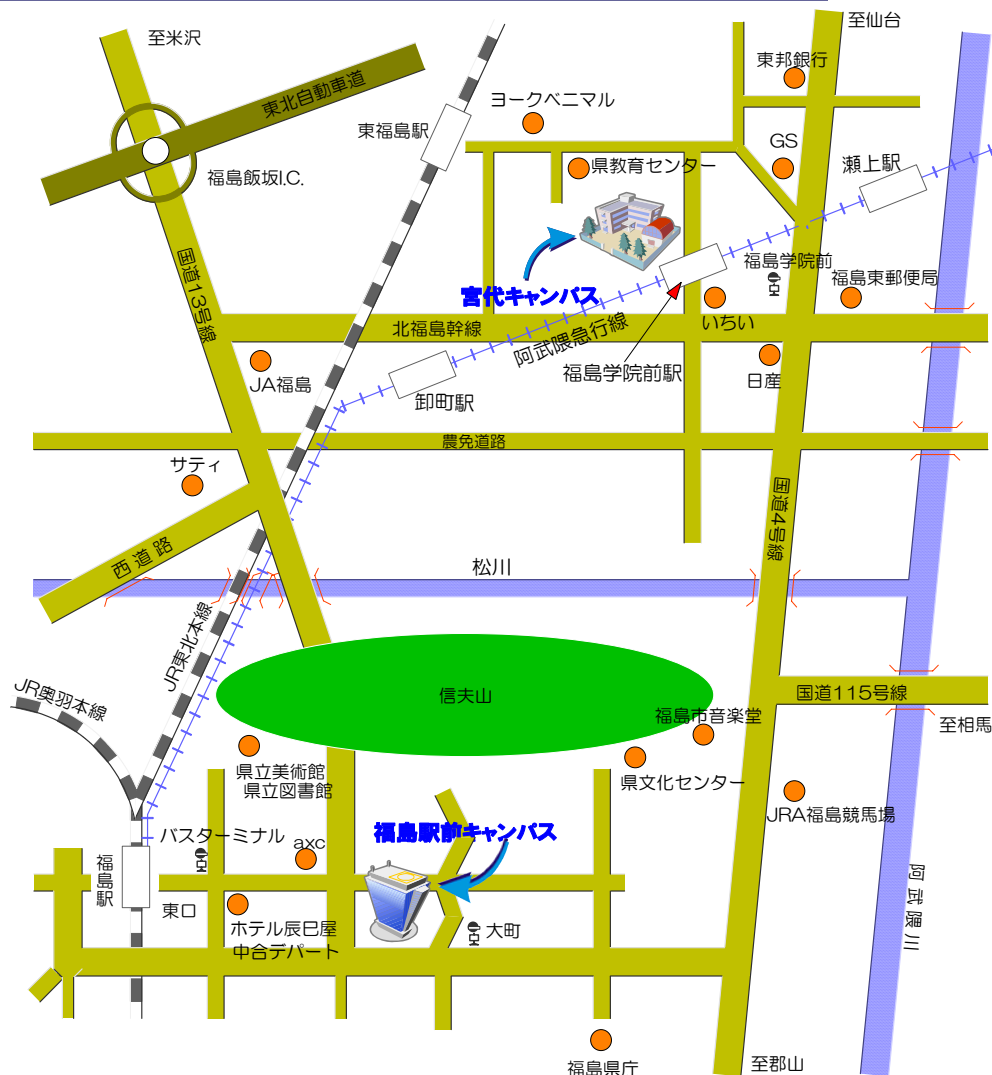 至仙台
至米沢
東邦銀行
東北自動車道
ヨークベニマル
東福島駅
GS
瀬上駅
県教育センター
福島飯坂I.C.
国道13号線
福島学院前
福島東郵便局
宮代キャンパス
いちい
北福島幹線
阿武隈急行線
福島学院前駅
JA福島
日産
卸町駅
農免道路
サティ
国道4号線
西道路
松川
JR東北本線
JR奥羽本線
信夫山
国道115号線
福島市音楽堂
至相馬
県立美術館
県立図書館
県文化センター
JRA福島競馬場
バスターミナル
axc
福島駅前キャンパス
福島駅
阿武隈川
東口
ホテル辰巳屋
中合デパート
大町
福島県庁
至郡山